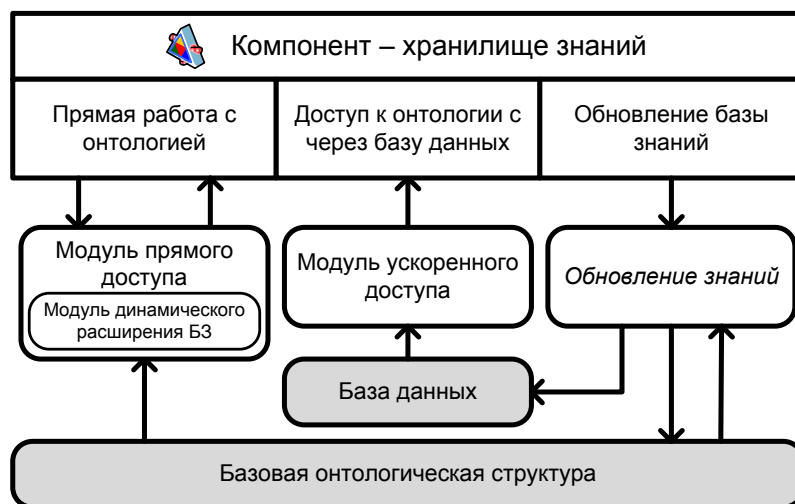 Компонент – хранилище знаний
Прямая работа с
онтологией
Доступ к онтологии с
через базу данных
Обновление базы
знаний
Модуль прямого
доступа
Модуль динамического
расширения БЗ
Модуль ускоренного
доступа
Обновление знаний
База данных
Базовая онтологическая структура